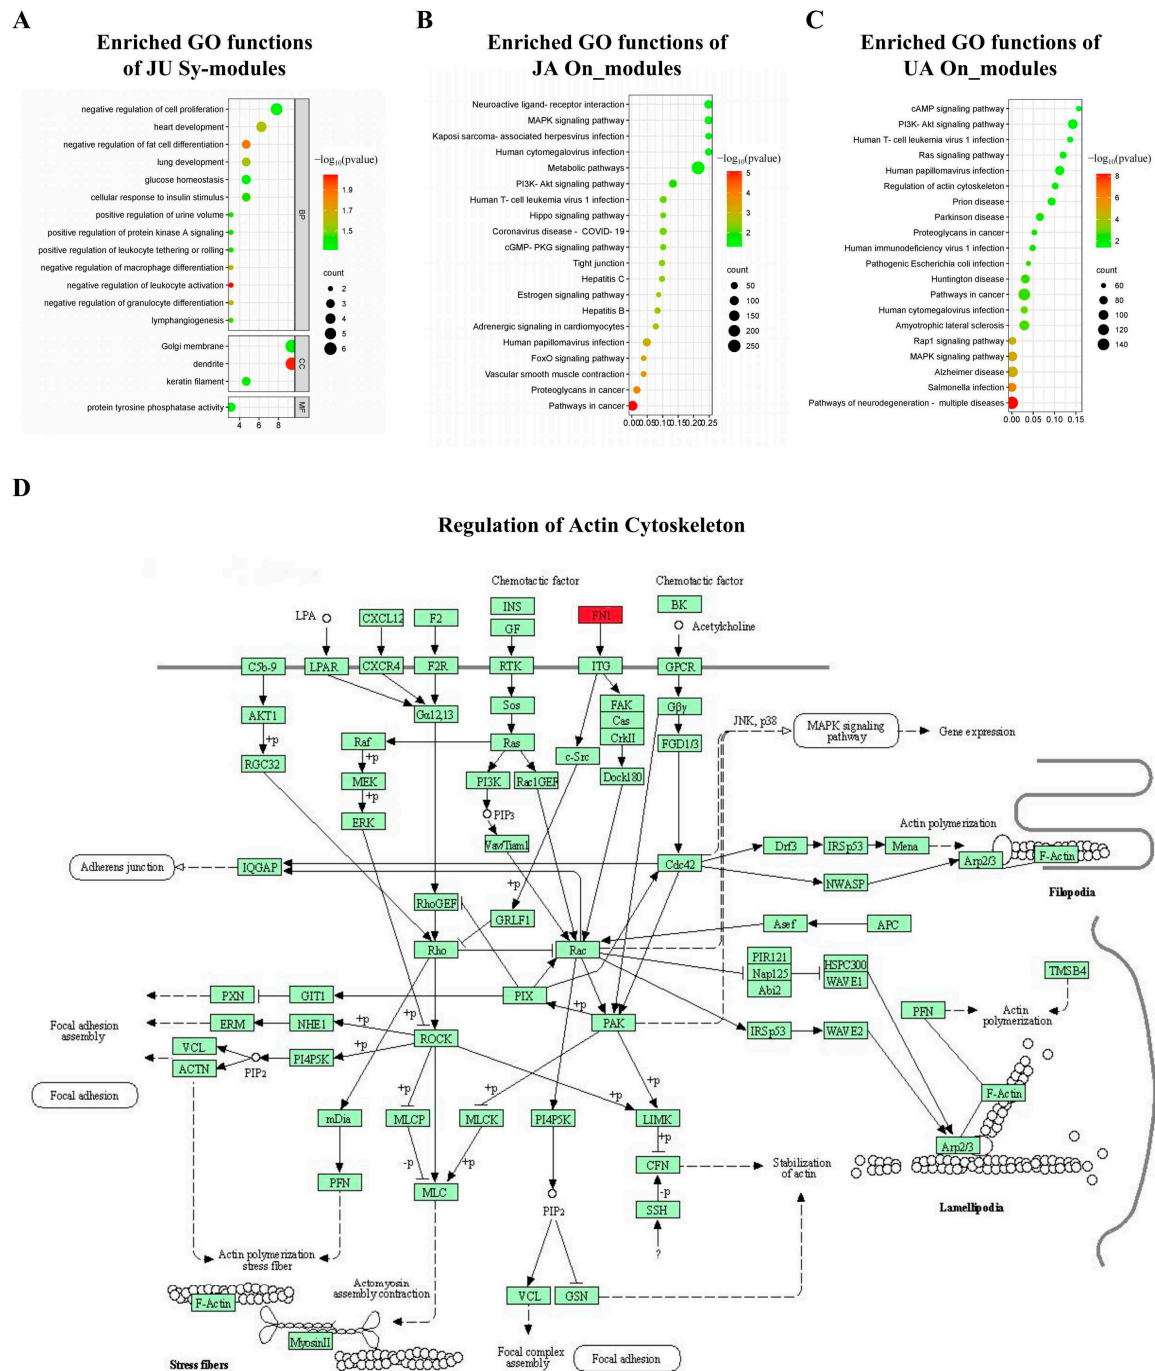 A
Enriched GO functions
of JU Sy-modules
negative regulation of cell proliferation
heart development
negative regulation of fat cell differentiation
lung development
glucose homeostasis
cellular response to insulin stimulus
positive regulation of urine volume
positive regulation of protein kinase A signaling
positive regulation of leukocyte tethering or rolling
negative regulation of macrophage differentiation
negative regulation of leukocyte activation
negative regulation of granulocyte differentiation
lymphangiogenesis
Golgi membrane
dendrite
keratin filament
protein tyrosine phosphatase activity
BP
CC
MF
4 6 8
−log10(pvalue)
1.9
1.7
1.5
count
2
3
4
5
6
B
Enriched GO functions of
JA On_modules
Neuroactive ligand- receptor interaction
MAPK signaling pathway
Kaposi sarcoma- associated herpesvirus infection
Human cytomegalovirus infection
Metabolic pathways
PI3K- Akt signaling pathway
Human T- cell leukemia virus 1 infection
Hippo signaling pathway
Coronavirus disease - COVID- 19
cGMP- PKG signaling pathway
Tight junction
Hepatitis C
Estrogen signaling pathway
Hepatitis B
Adrenergic signaling in cardiomyocytes
Human papillomavirus infection
FoxO signaling pathway
Vascular smooth muscle contraction
Proteoglycans in cancer
Pathways in cancer
0.00 0.05 0.10 0.15 0.20 0.25
−log10(pvalue)
5
4
3
2
count
50
100
150
200
250
C
Enriched GO functions of
UA On_modules
cAMP signaling pathway
PI3K- Akt signaling pathway
Human T- cell leukemia virus 1 infection
Ras signaling pathway
Human papillomavirus infection
Regulation of actin cytoskeleton
Prion disease
Parkinson disease
Proteoglycans in cancer
Human immunodeficiency virus 1 infection
Pathogenic Escherichia coli infection
Huntington disease
Pathways in cancer
Human cytomegalovirus infection
Amyotrophic lateral sclerosis
Rap1 signaling pathway
MAPK signaling pathway
Alzheimer disease
Salmonella infection
Pathways of neurodegeneration - multiple diseases
0.00 0.05 0.10 0.15
−log10(pvalue)
8
6
4
2
count
60
80
100
120
140
D
Regulation of Actin Cytoskeleton
Chemotactic factor
Chemotactic factor
LPA
CXCL12
F2
INS
GF
FN1
BK
Acetylcholine
C5b-9
LPAR
CXCR4
F2R
RTK
ITG
GPCR
AKT1
Gα12,13
Sos
FAK
Cas
CrkII
Gβγ
+p
RGC32
Raf
Ras
c-Src
FGD1/3
JNK, p38
MAPK signaling
pathway
Gene expression
+p
MEK
+p
ERK
PI3K
Rac1GEF
Dock180
PIP3
Vav/Tiam1
Actin polymerization
Drf3
IRSp53
Mena
Arp2/3
F-Actin
Adherens junction
IQGAP
Cdc42
NWASP
Filopodia
+p
RhoGEF
GRLF1
Asef
APC
Rho
Rac
PIR121
Nap125
Abi2
HSPC300
WAVE1
TMSB4
PXN
GIT1
PIX
+p
PAK
PFN
Actin
polymerization
Focal adhesion
assembly
ERM
NHE1
+p
ROCK
IRSp53
WAVE2
VCL
ACTN
PIP2
PI4P5K
+p
Focal adhesion
+p
+p
+p
+p
F-Actin
mDia
MLCP
MLCK
PI4P5K
LIMK
+p
Arp2/3
-p
+p
CFN
Stabilization
of actin
PFN
MLC
-p
SSH
Lamellipodia
PIP2
?
Actin polymerization
stress fiber
Actomyosin
assembly contraction
F-Actin
VCL
GSN
MyosinII
Stress fibers
Focal complex
assembly
Focal adhesion